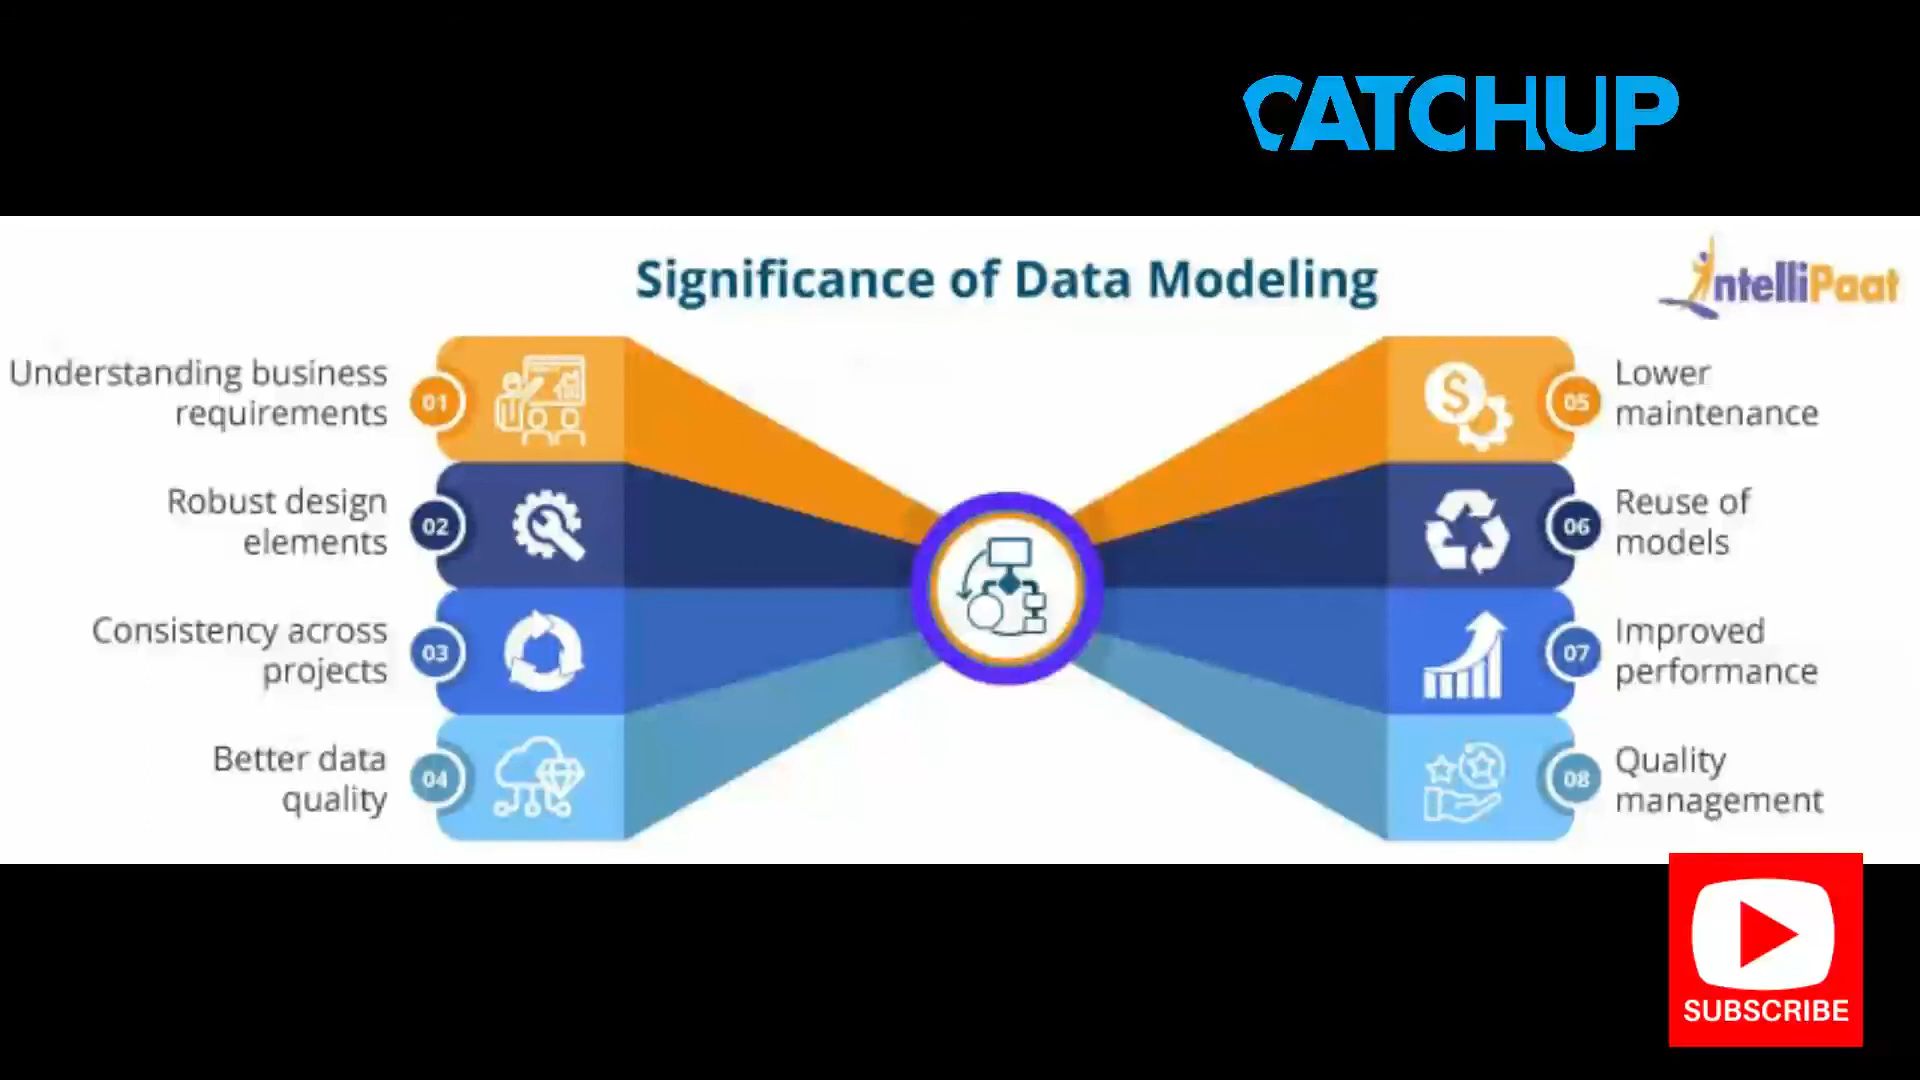 CATCHUP
Significance of Data Modeling
IntelliPaat
Understanding business
requirements
01
Robust design
elements
02
Consistency across
projects
03
Better data
quality
04
05
Lower
maintenance
06
Reuse of
models
07
Improved
performance
08
Quality
management
SUBSCRIBE